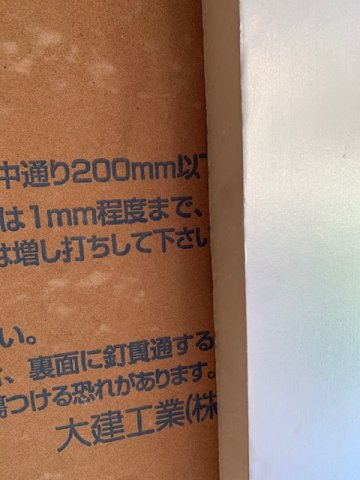 中通り200mm以下
は1mm程度まで、
は増し打ちして下さい
い。
、裏面に釘貫通する
傷つける恐れがあります。
大建工業(株